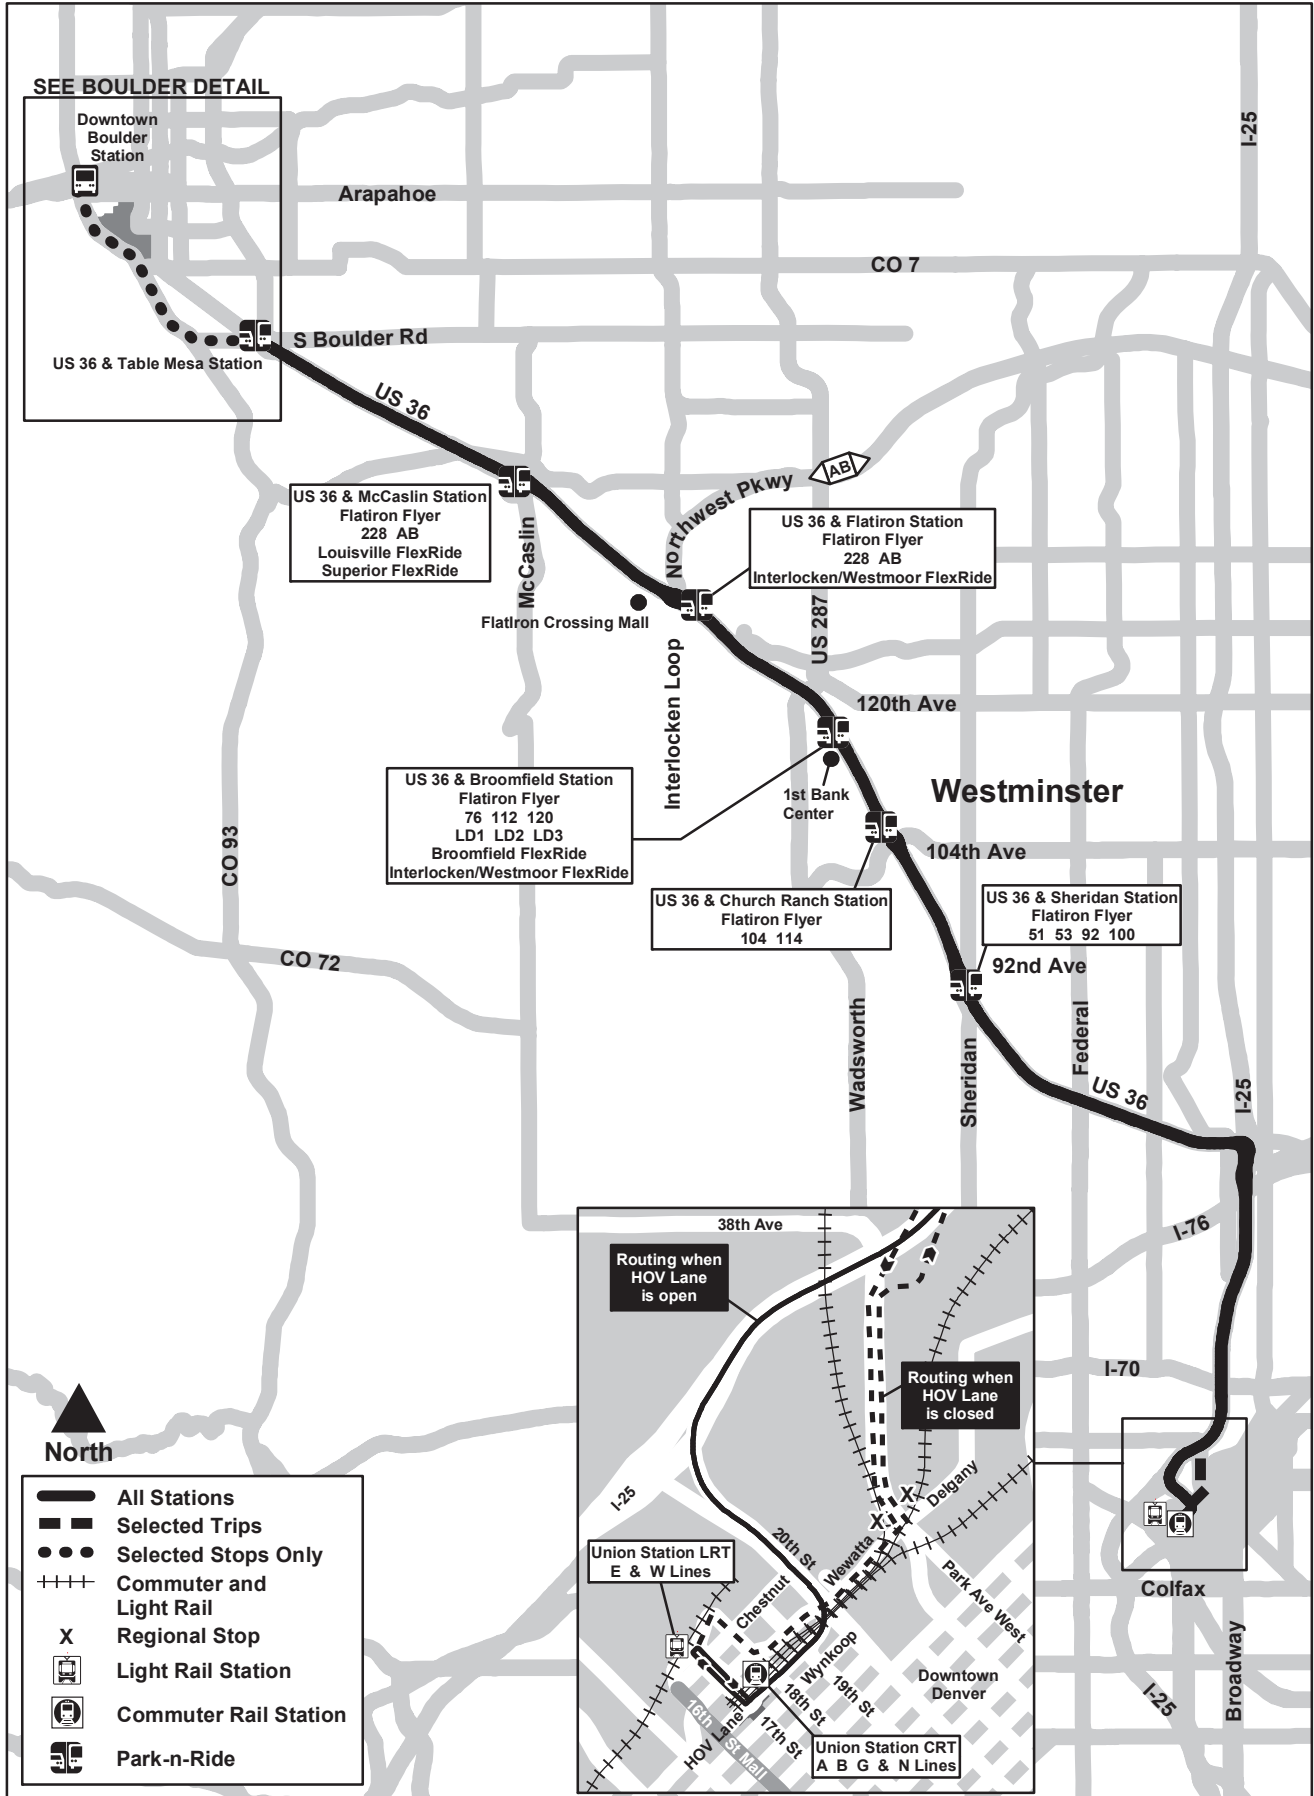 SEE BOULDER DETAIL
Downtown
Boulder
Station
Arapahoe
I-25
CO 7
S Boulder Rd
US 36 & Table Mesa Station
US 36
AB
Northwest Pkwy
US 36 & McCaslin Station
Flatiron Flyer
228 AB
Louisville FlexRide
Superior FlexRide
McCaslin
US 36 & Flatiron Station
Flatiron Flyer
228 AB
Interlocken/Westmoor FlexRide
FlatIron Crossing Mall
US 287
Interlocken Loop
120th Ave
US 36 & Broomfield Station
Flatiron Flyer
76 112 120
LD1 LD2 LD3
Broomfield FlexRide
Interlocken/Westmoor FlexRide
1st Bank
Center
Westminster
CO 93
104th Ave
US 36 & Church Ranch Station
Flatiron Flyer
104 114
US 36 & Sheridan Station
Flatiron Flyer
51 53 92 100
CO 72
92nd Ave
Wadsworth
Sheridan
Federal
US 36
I-25
I-76
38th Ave
Routing when
HOV Lane
is open
Routing when
HOV Lane
is closed
I-70
I-25
X
X
Delgany
20th St
Wewatta
Park Ave West
Union Station LRT
E & W Lines
Chestnut
Wynkoop
19th St
18th St
17th St
Downtown
Denver
16th St Mall
HOV Lane
Union Station CRT
A B G & N Lines
Colfax
I-25
Broadway
North
All Stations
Selected Trips
Selected Stops Only
Commuter and
Light Rail
X Regional Stop
Light Rail Station
Commuter Rail Station
Park-n-Ride